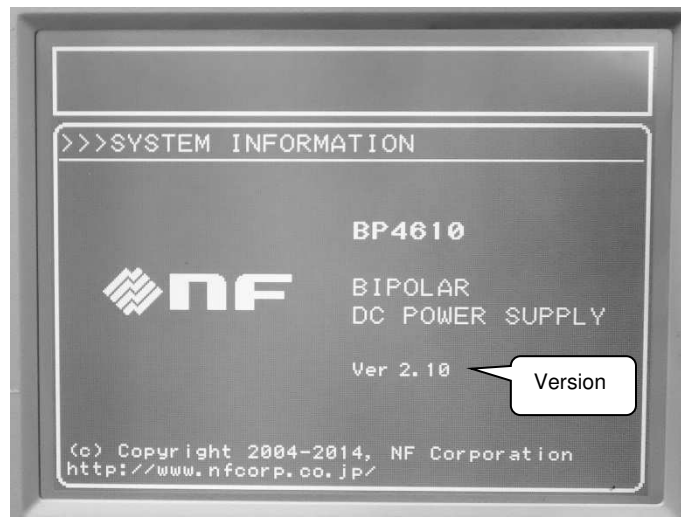 >>>SYSTEM INFORMATION
BP4610
nF
BIPOLAR
DC POWER SUPPLY
Ver 2.10
Version
(c) Copyright 2004-2014, NF Corporation
http://www.nfcorp.co.jp/